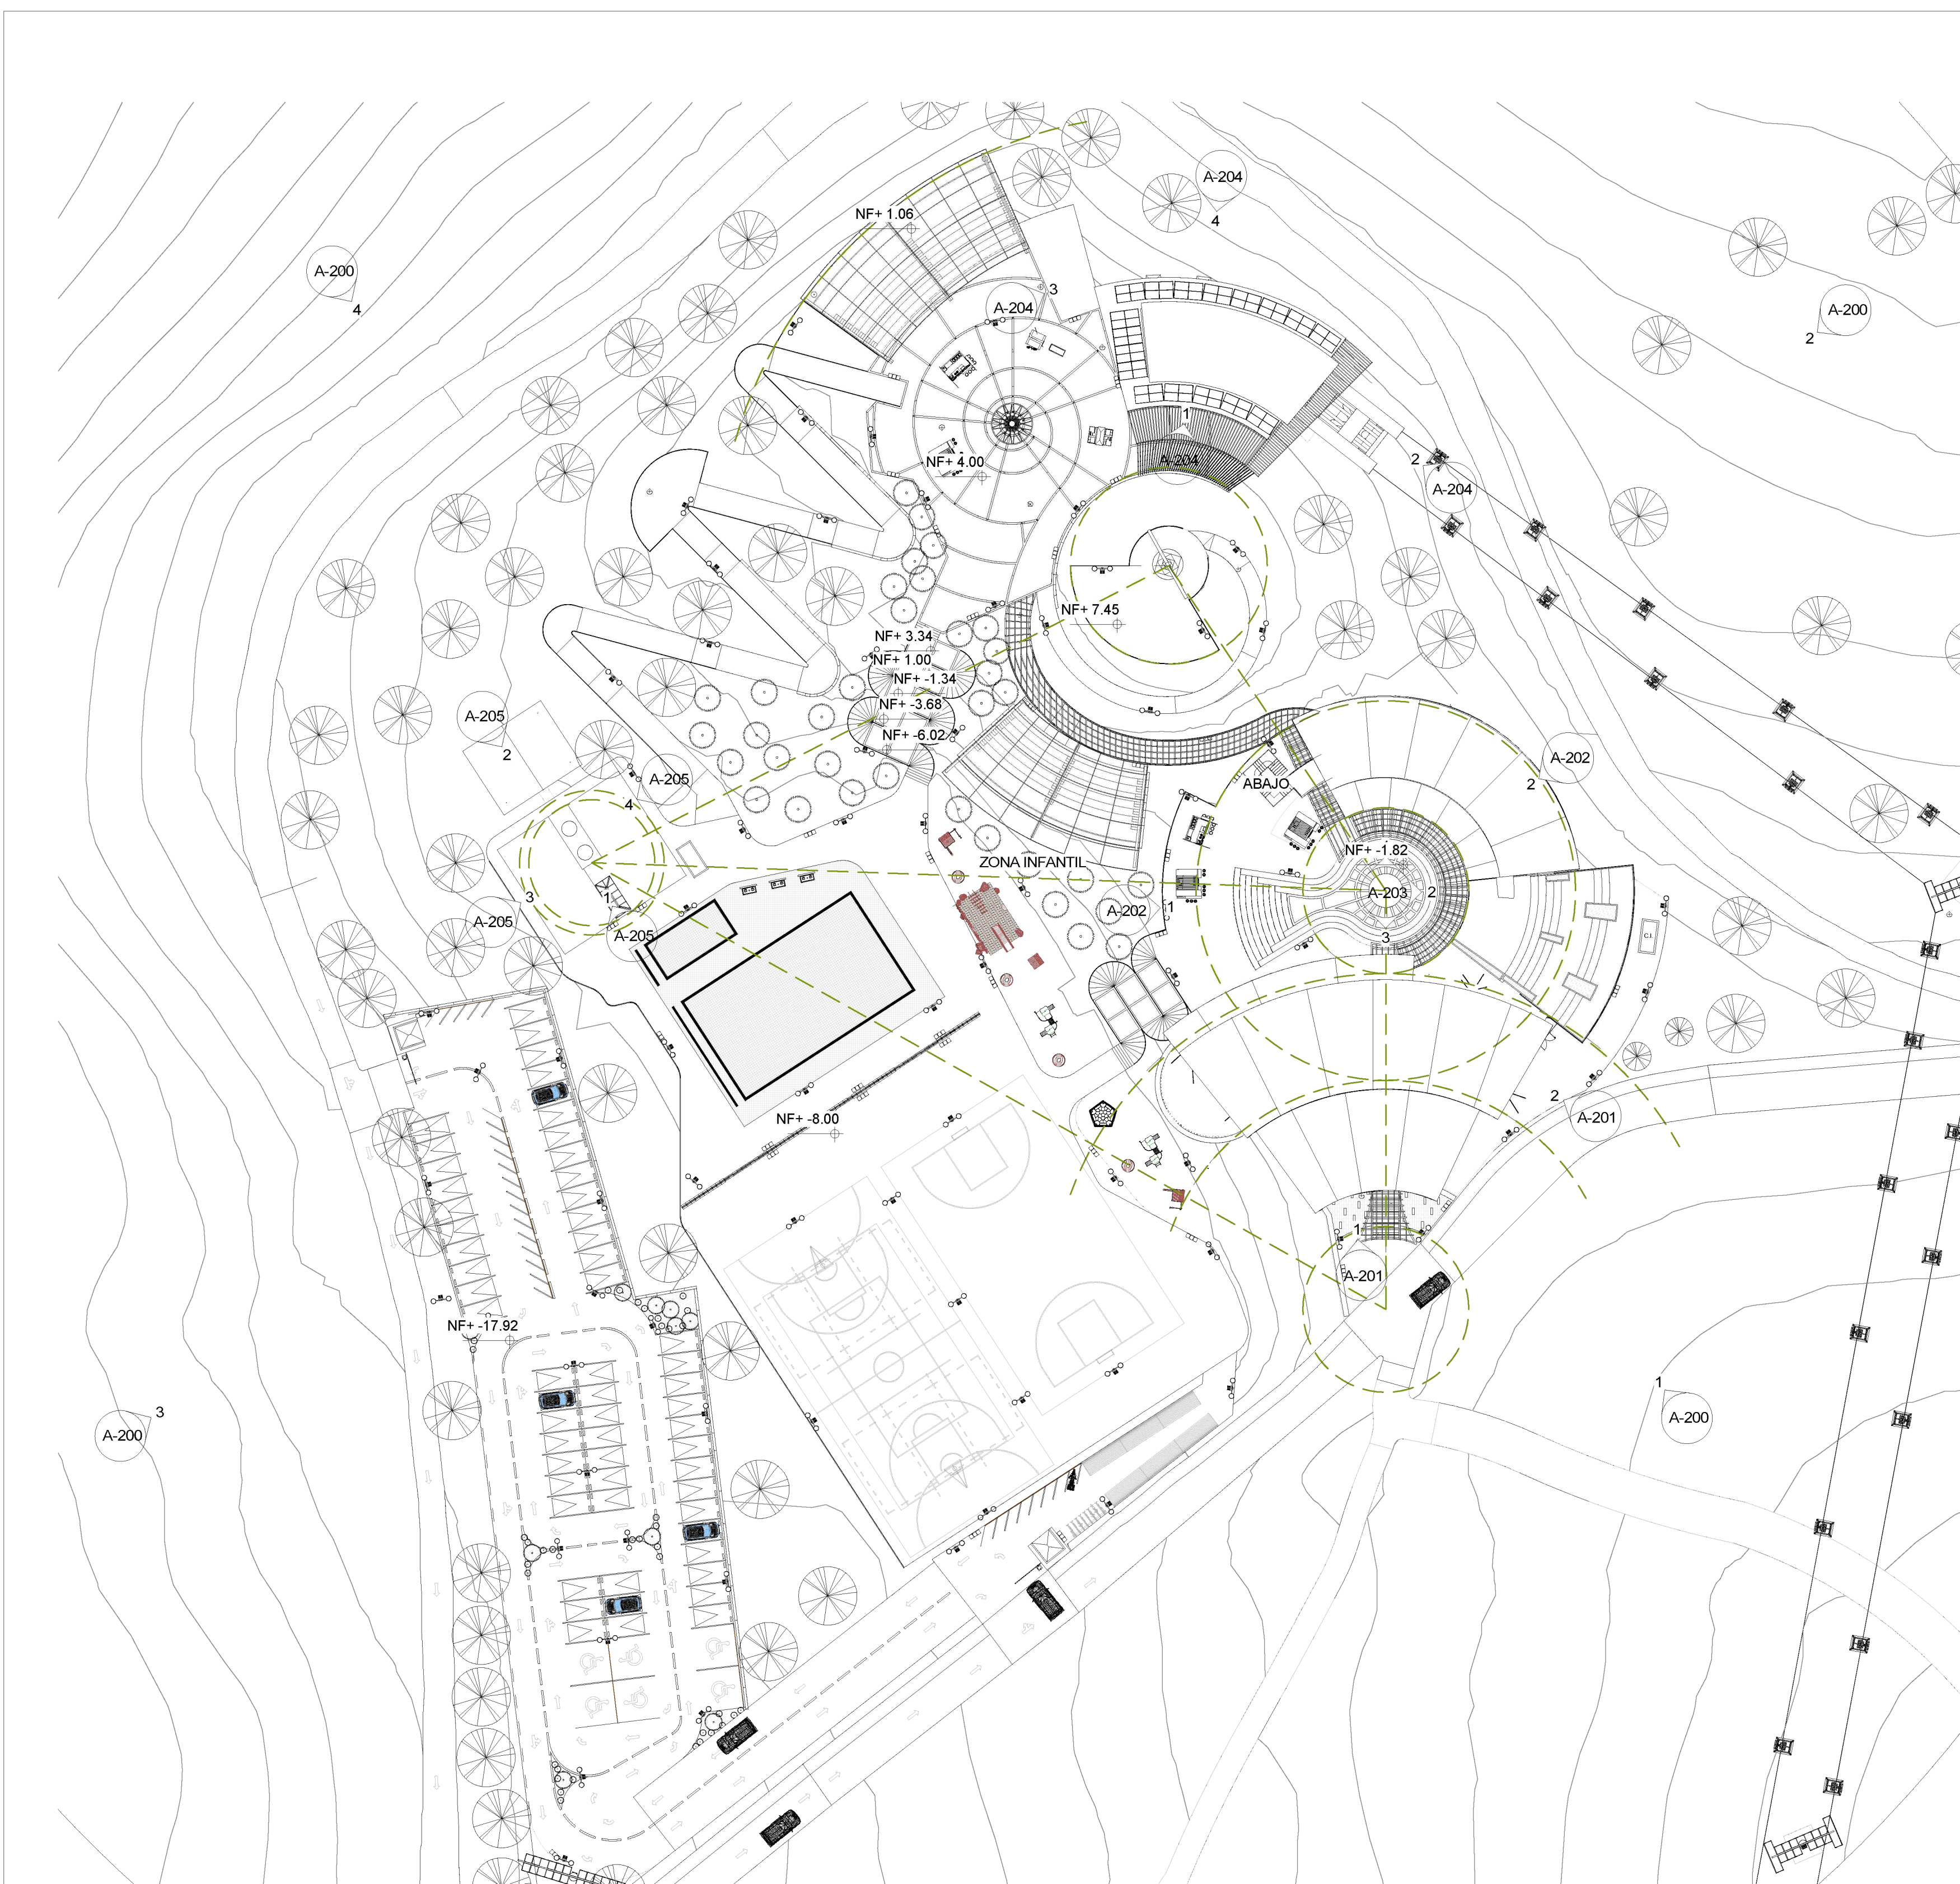 A-204
4
NF+ 1.06
A-200
4
3
A-204
A-200
2
1
A-204
NF+ 4.00
2
A-204
NF+ 7.45
NF+ 3.34
NF+ 1.00
NF+ -1.34
NF+ -3.68
NF+ -6.02
A-205
2
A-205
4
A-202
2
ABAJO
ZONA INFANTIL
NF+ -1.82
A-203
2
3
A-202
1
3
1
A-205
A-205
C.I.
NF+ -8.00
2
A-201
1
A-201
NF+ -17.92
3
A-200
1
A-200